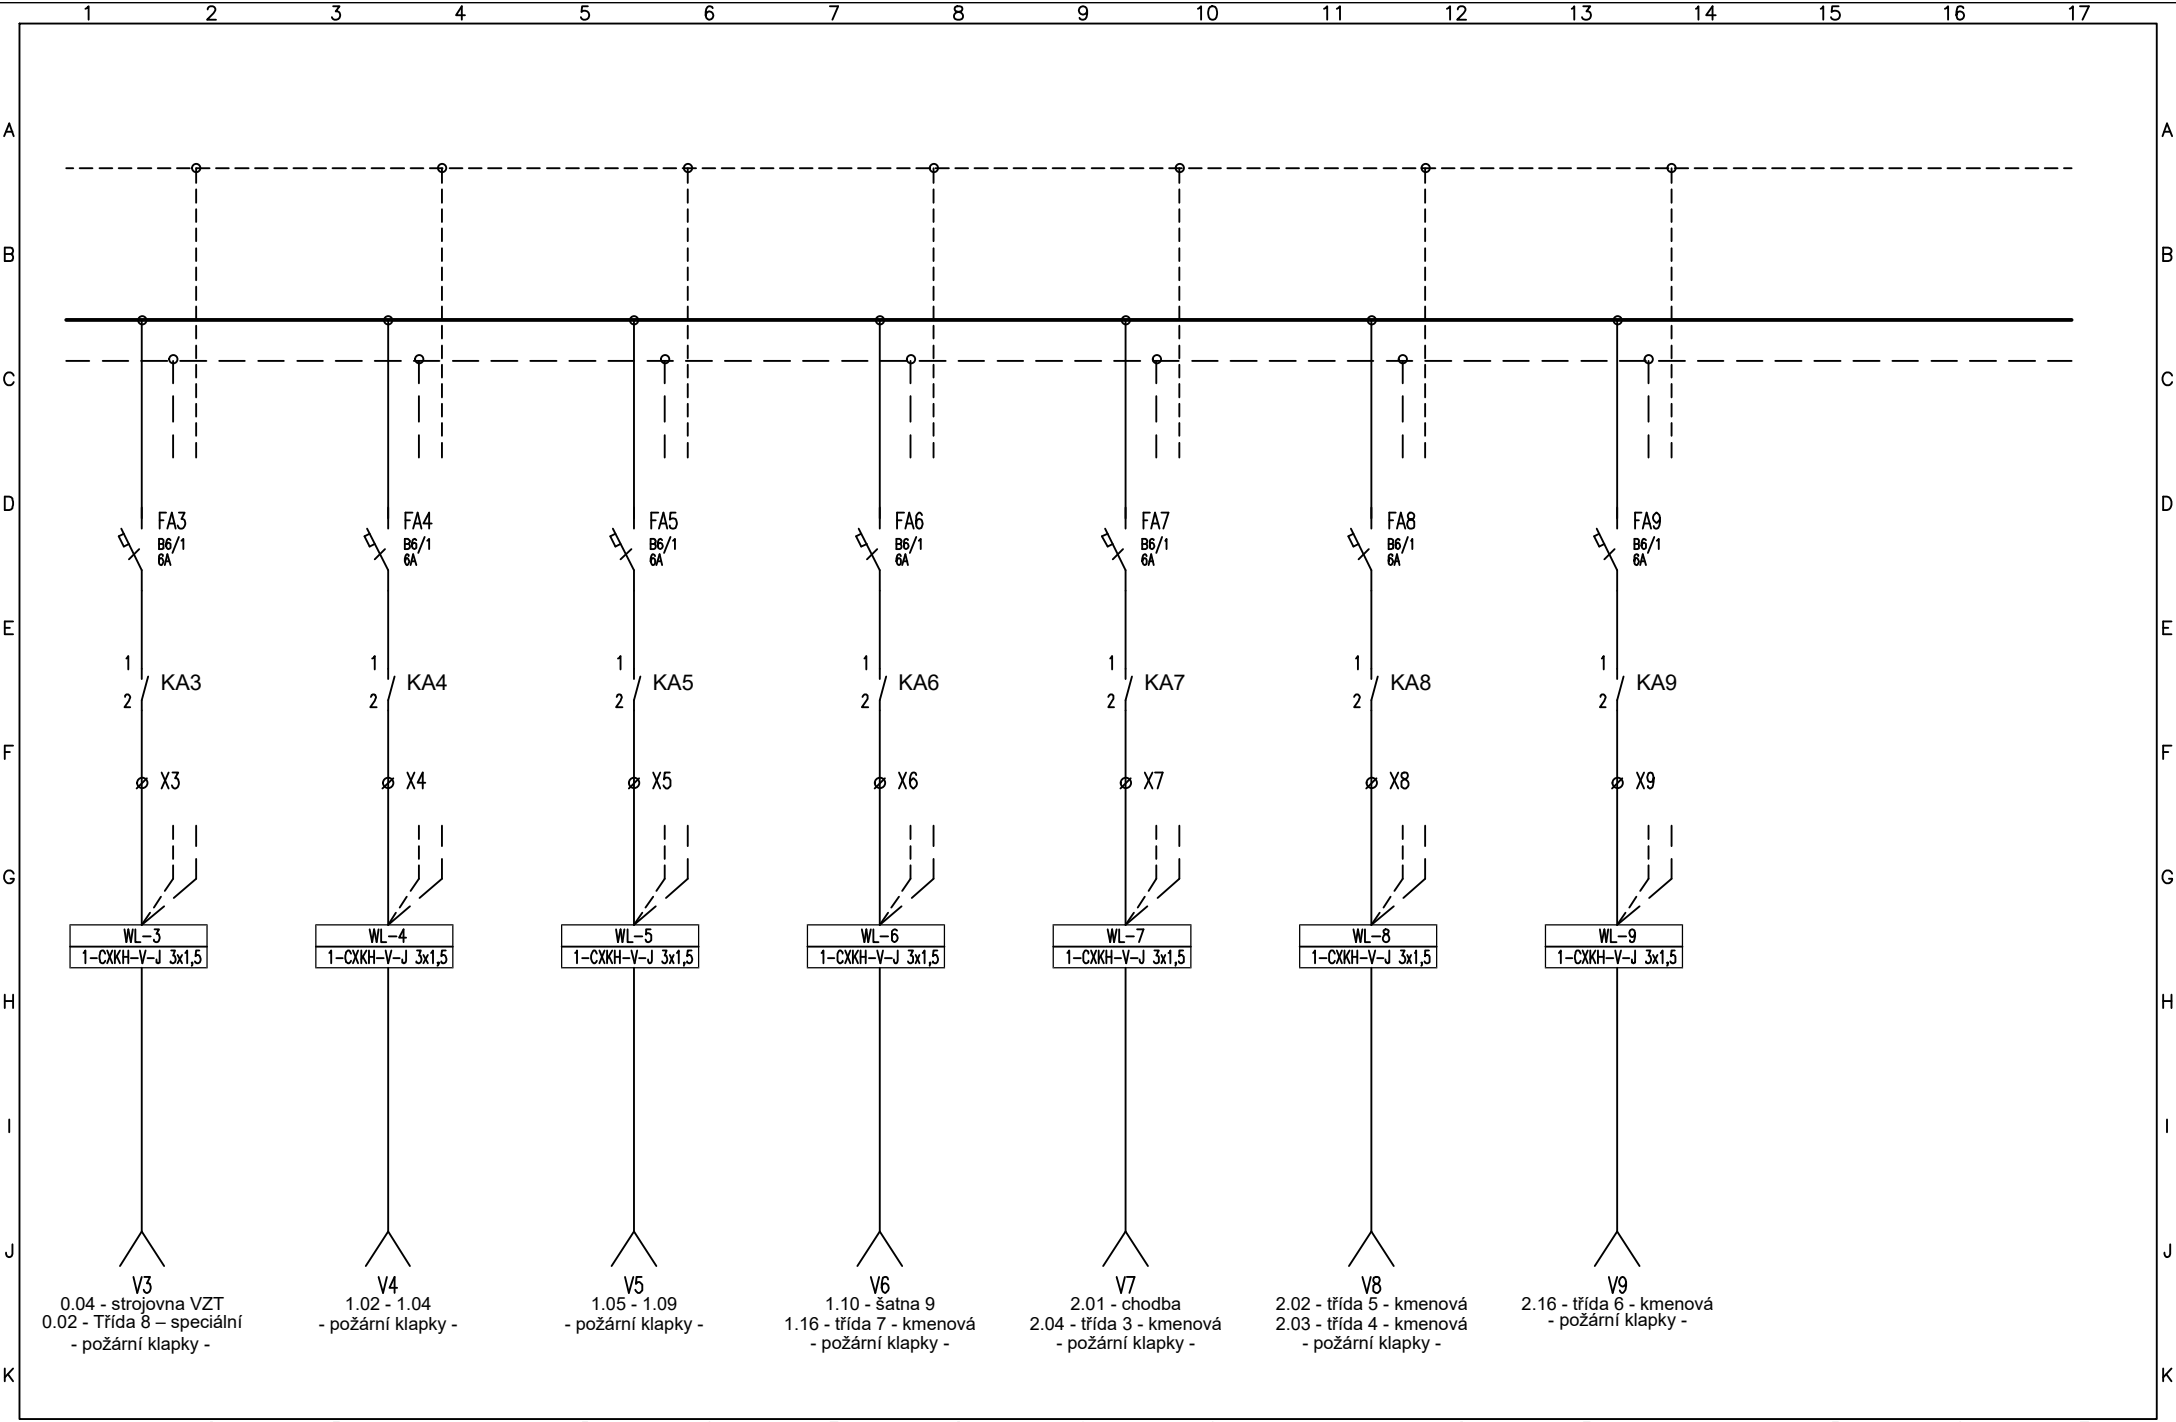 1 2 3 4 5 6 7 8 9 10 11 12 13 14 15 16 17
A A
B B
C C
D D
FA3 FA4 FA5 FA6 FA7 FA8 FA9
B6/1 B6/1 B6/1 B6/1 B6/1 B6/1 B6/1
6A 6A 6A 6A 6A 6A 6A
E E
1 1 1 1 1 1 1
KA3 KA4 KA5 KA6 KA7 KA8 KA9
2 2 2 2 2 2 2
F F
X3 X4 X5 X6 X7 X8 X9
G G
WL-3 WL-4 WL-5 WL-6 WL-7 WL-8 WL-9
1-CXKH-V-J 3x1,5 1-CXKH-V-J 3x1,5 1-CXKH-V-J 3x1,5 1-CXKH-V-J 3x1,5 1-CXKH-V-J 3x1,5 1-CXKH-V-J 3x1,5 1-CXKH-V-J 3x1,5
H H
I I
J J
V3
0.04 - strojovna VZT
0.02 - Třída 8 – speciální
- požární klapky -
V4
1.02 - 1.04
- požární klapky -
V5
1.05 - 1.09
- požární klapky -
V6
1.10 - šatna 9
1.16 - třída 7 - kmenová
- požární klapky -
V7
2.01 - chodba
2.04 - třída 3 - kmenová
- požární klapky -
V8
2.02 - třída 5 - kmenová
2.03 - třída 4 - kmenová
- požární klapky -
V9
2.16 - třída 6 - kmenová
- požární klapky -
K K